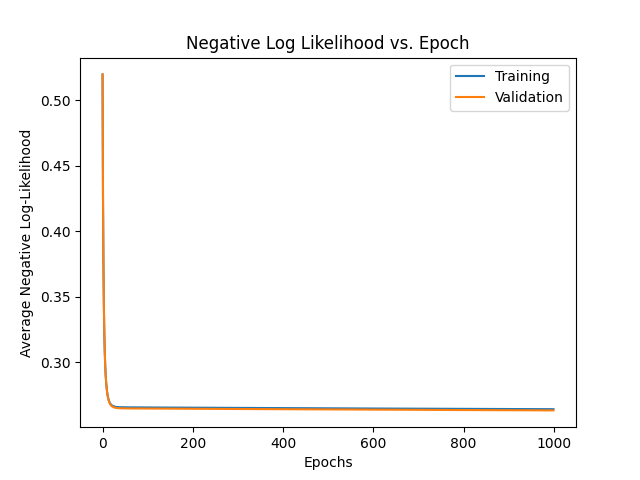 Negative Log Likelihood vs. Epoch
Training
Validation
Average Negative Log-Likelihood
0.50
0.45
0.40
0.35
0.30
0
200
400
600
800
1000
Epochs